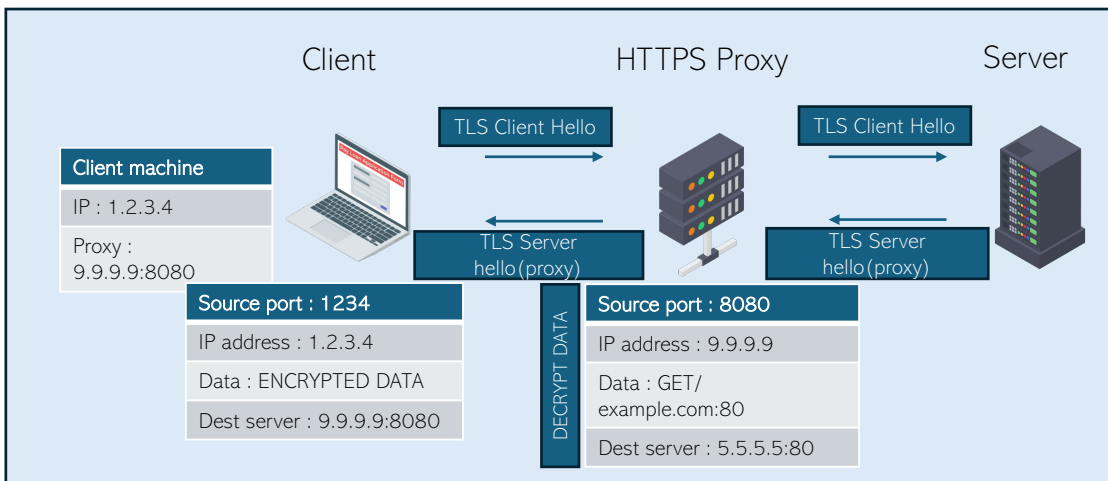 Client
HTTPS Proxy
Server
TLS Client Hello
TLS Client Hello
Client machine
IP : 1.2.3.4
Proxy :
9.9.9.9:8080
TLS Server
hello(proxy)
TLS Server
hello(proxy)
Source port : 1234
IP address : 1.2.3.4
Data : ENCRYPTED DATA
Dest server : 9.9.9.9:8080
DECRYPT DATA
Source port : 8080
IP address : 9.9.9.9
Data : GET/
example.com:80
Dest server : 5.5.5.5:80